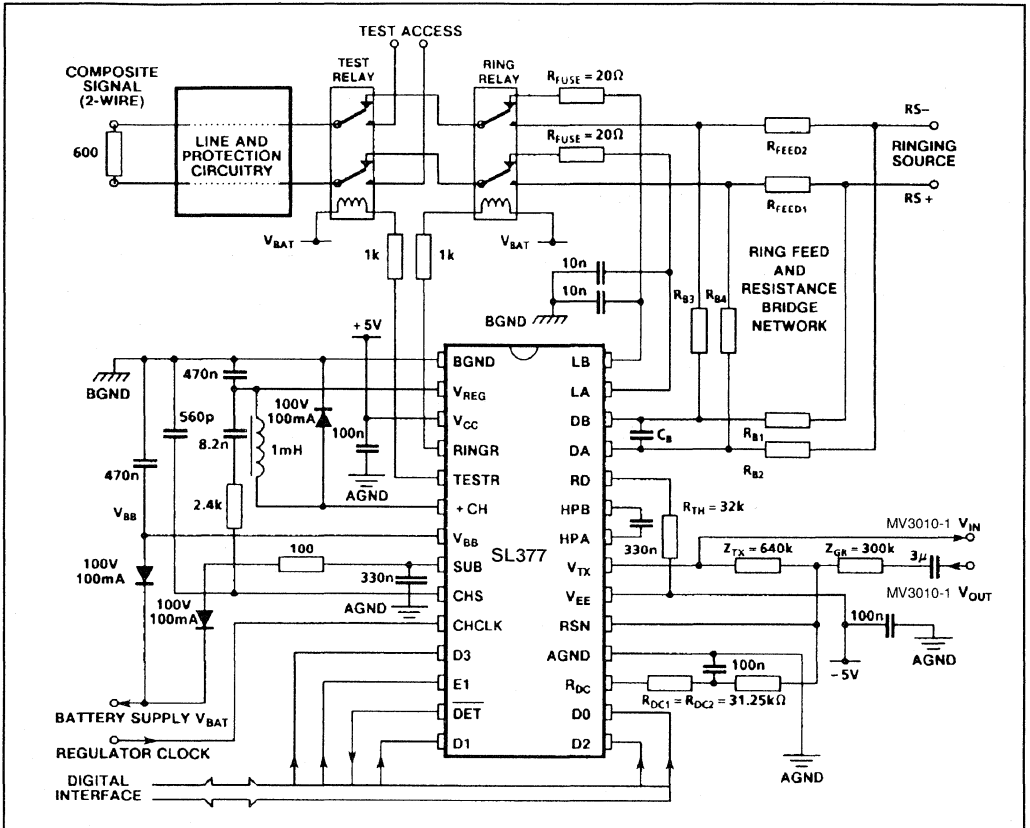 TEST ACCESS
COMPOSITE
SIGNAL
(2-WIRE)
TEST
RELAY
RING
RELAY
R_FUSE = 20Ω
RS-
600
LINE AND
PROTECTION
CIRCUITRY
R_FUSE = 20Ω
R_FEED2
RINGING
SOURCE
R_FEED1
RS+
V_BAT
1k
1k
V_BAT
10n
10n
BGND
R_B3
R_B4
RING FEED
AND
RESISTANCE
BRIDGE
NETWORK
+5V
BGND
470n
560p
8.2n
1mH
100V
100mA
100n
AGND
470n
2.4k
V_BB
100V
100mA
100
330n
AGND
100V
100mA
BGND
V_REG
V_CC
RINGR
TESTR
+CH
V_BB
SUB
CHS
CHCLK
D3
E1
DET
D1
SL377
LB
LA
DB
DA
RD
HPB
HPA
V_TX
V_EE
RSN
AGND
R_DC
D0
D2
C_B
R_B1
R_B2
R_TH = 32k
330n
MV3010-1 V_IN
Z_TX = 640k
Z_GR = 300k
3μ
MV3010-1 V_OUT
100n
AGND
-5V
100n
R_DC1 = R_DC2 = 31.25kΩ
AGND
BATTERY SUPPLY V_BAT
REGULATOR CLOCK
DIGITAL
INTERFACE